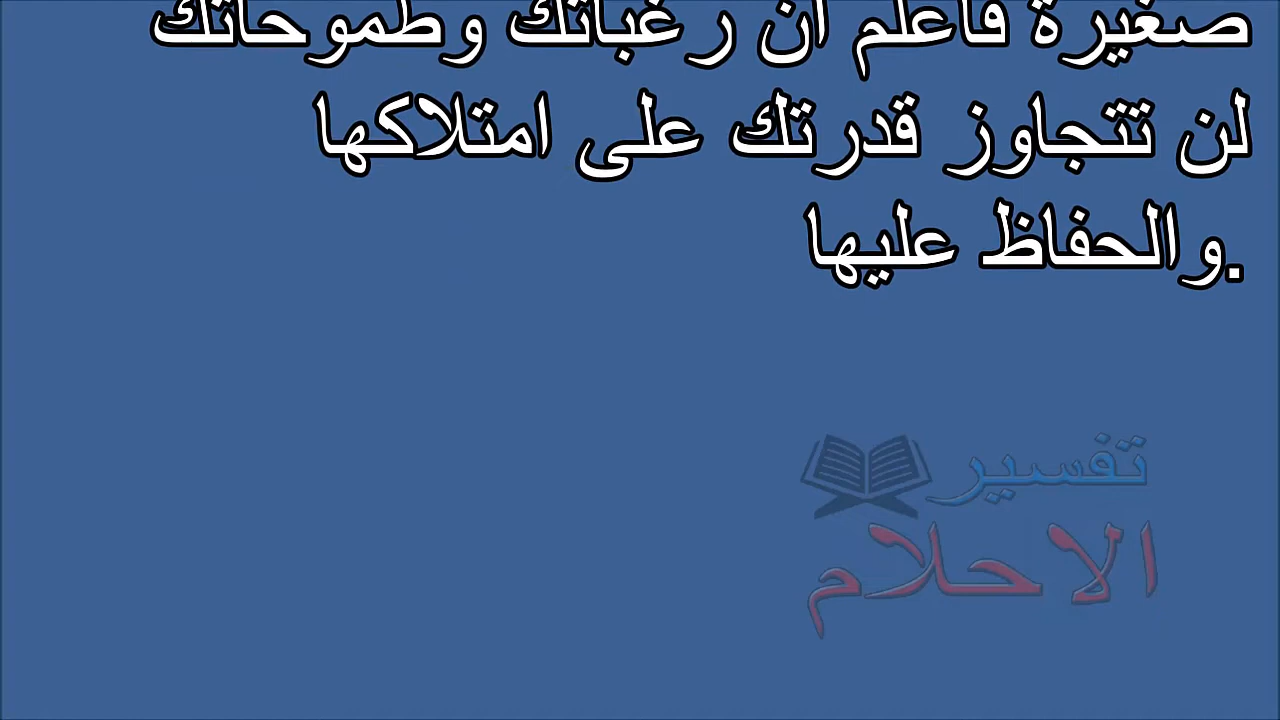 صغيرة فاعلم ان رغباتك وطموحاتك
لن تتجاوز قدرتك على امتلاكها
والحفاظ عليها.
تفسير
الاحلام